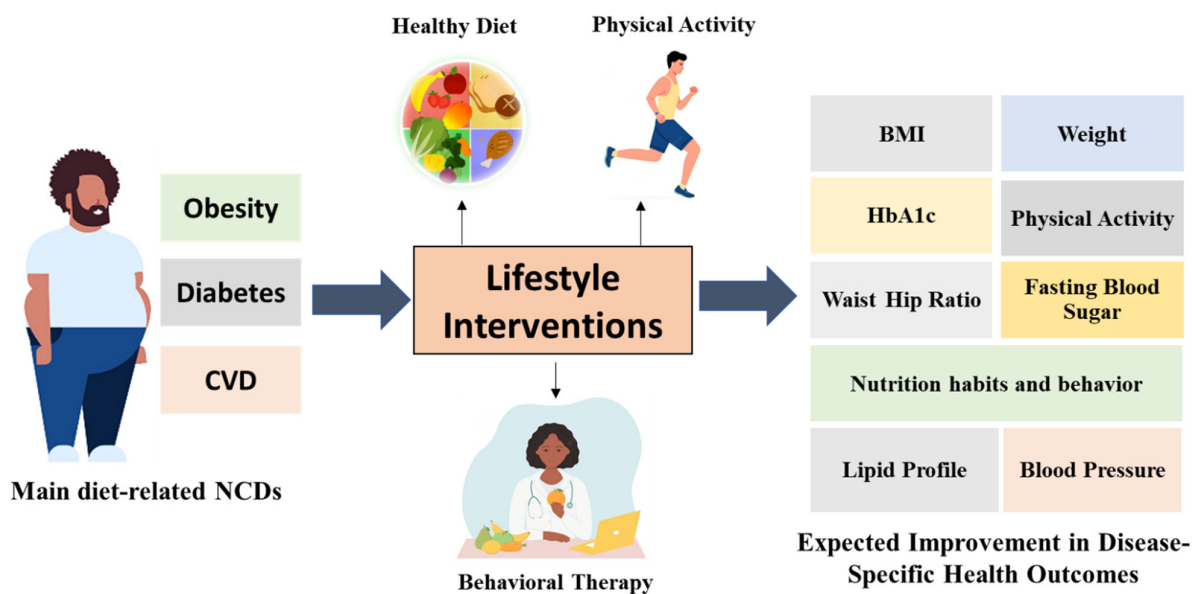 Healthy Diet
Physical Activity
Obesity
Diabetes
CVD
Main diet-related NCDs
Lifestyle
Interventions
Behavioral Therapy
BMI
Weight
HbA1c
Physical Activity
Waist Hip Ratio
Fasting Blood
Sugar
Nutrition habits and behavior
Lipid Profile
Blood Pressure
Expected Improvement in Disease-
Specific Health Outcomes